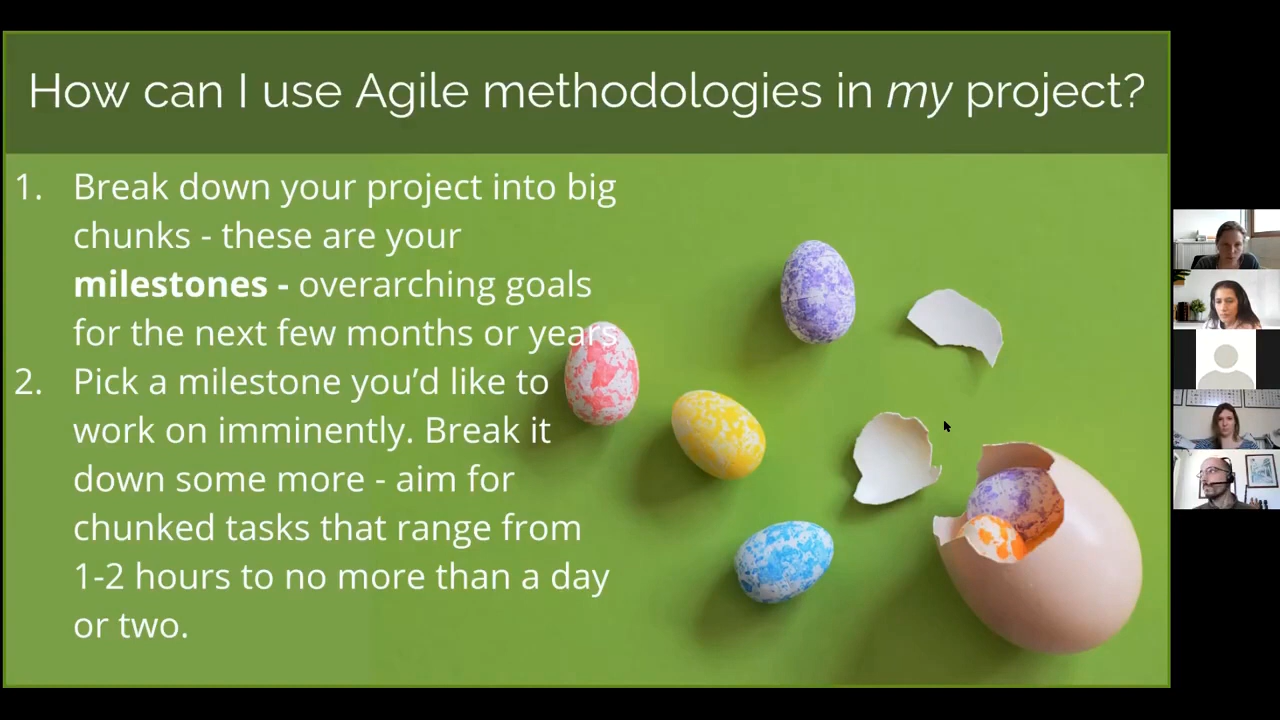 How can I use Agile methodologies in my project?
1. Break down your project into big
chunks - these are your
milestones - overarching goals
for the next few months or years
2. Pick a milestone you’d like to
work on imminently. Break it
down some more - aim for
chunked tasks that range from
1-2 hours to no more than a day
or two.